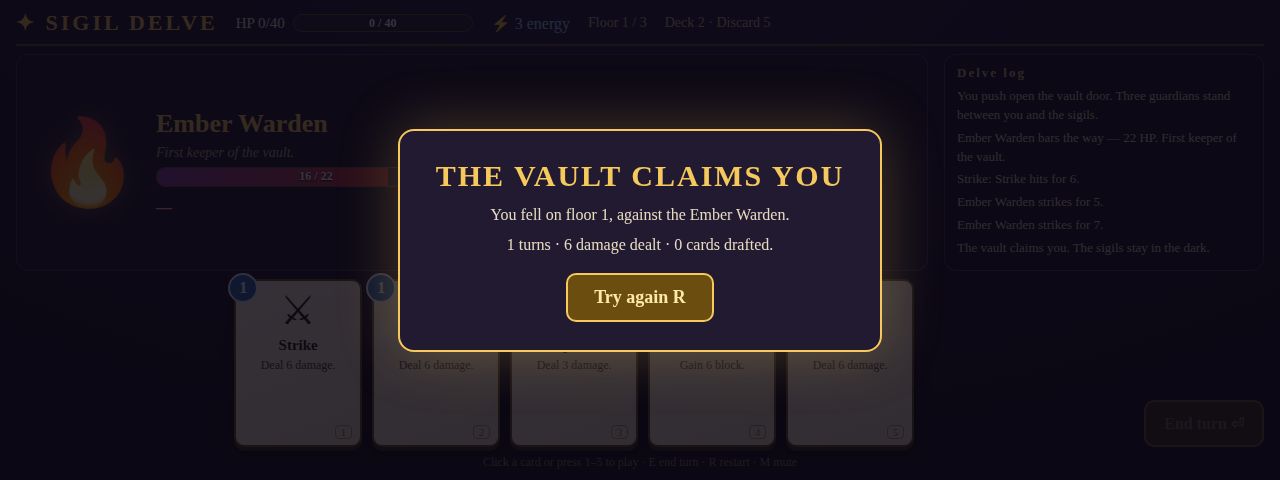 ✦ SIGIL DELVE
HP 0/40
0 / 40
⚡ 3 energy
Floor 1 / 3
Deck 2 · Discard 5
Ember Warden
First keeper of the vault.
16 / 22
—
Delve log
You push open the vault door. Three guardians stand
between you and the sigils.
Ember Warden bars the way — 22 HP. First keeper of
the vault.
Strike: Strike hits for 6.
Ember Warden strikes for 5.
Ember Warden strikes for 7.
The vault claims you. The sigils stay in the dark.
THE VAULT CLAIMS YOU
You fell on floor 1, against the Ember Warden.
1 turns · 6 damage dealt · 0 cards drafted.
Try again R
1
Strike
Deal 6 damage.
1
1
Deal 6 damage.
2
Deal 3 damage.
3
Gain 6 block.
4
Deal 6 damage.
5
End turn ⏎
Click a card or press 1–5 to play · E end turn · R restart · M mute